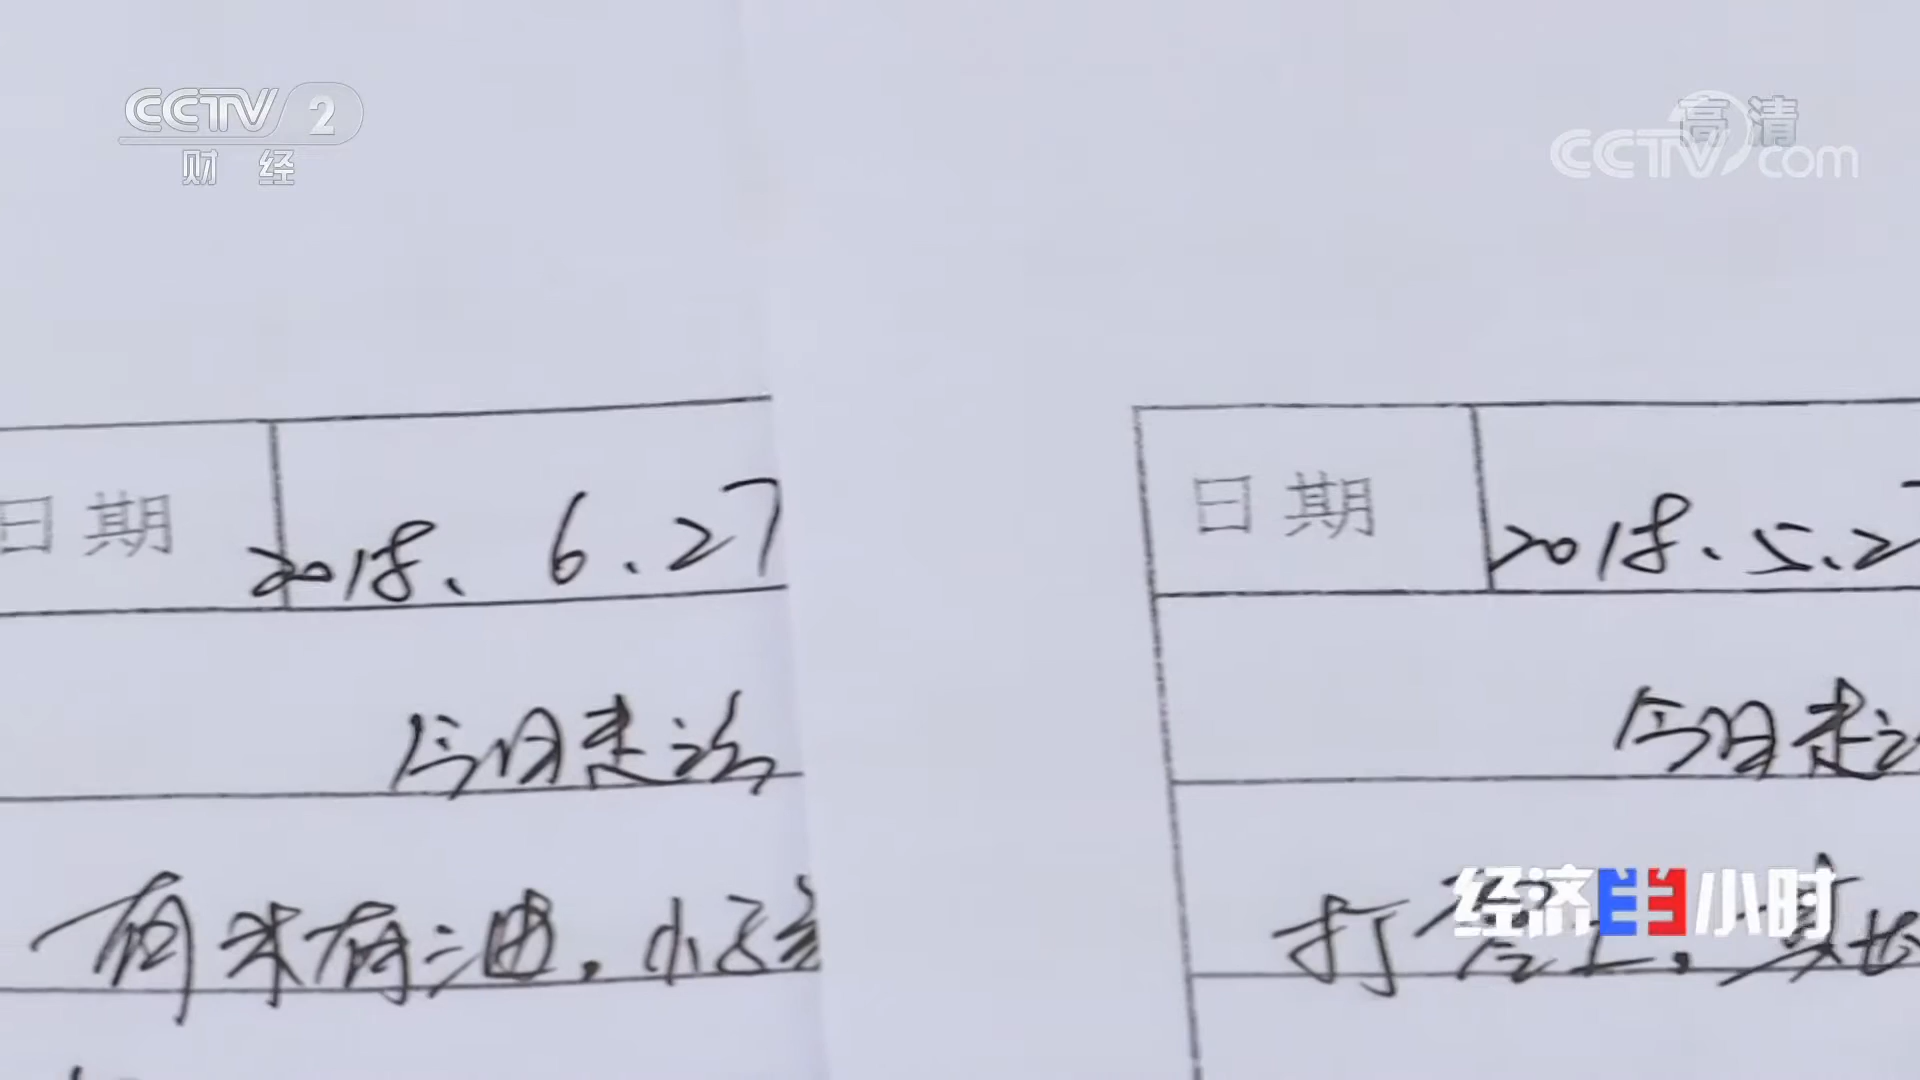 CCTV 2
财经
高清
CCTV com
日期 2018. 6.27
今日走访
有米有油,小
日期 2018.5.2
今日走
打
经济半小时